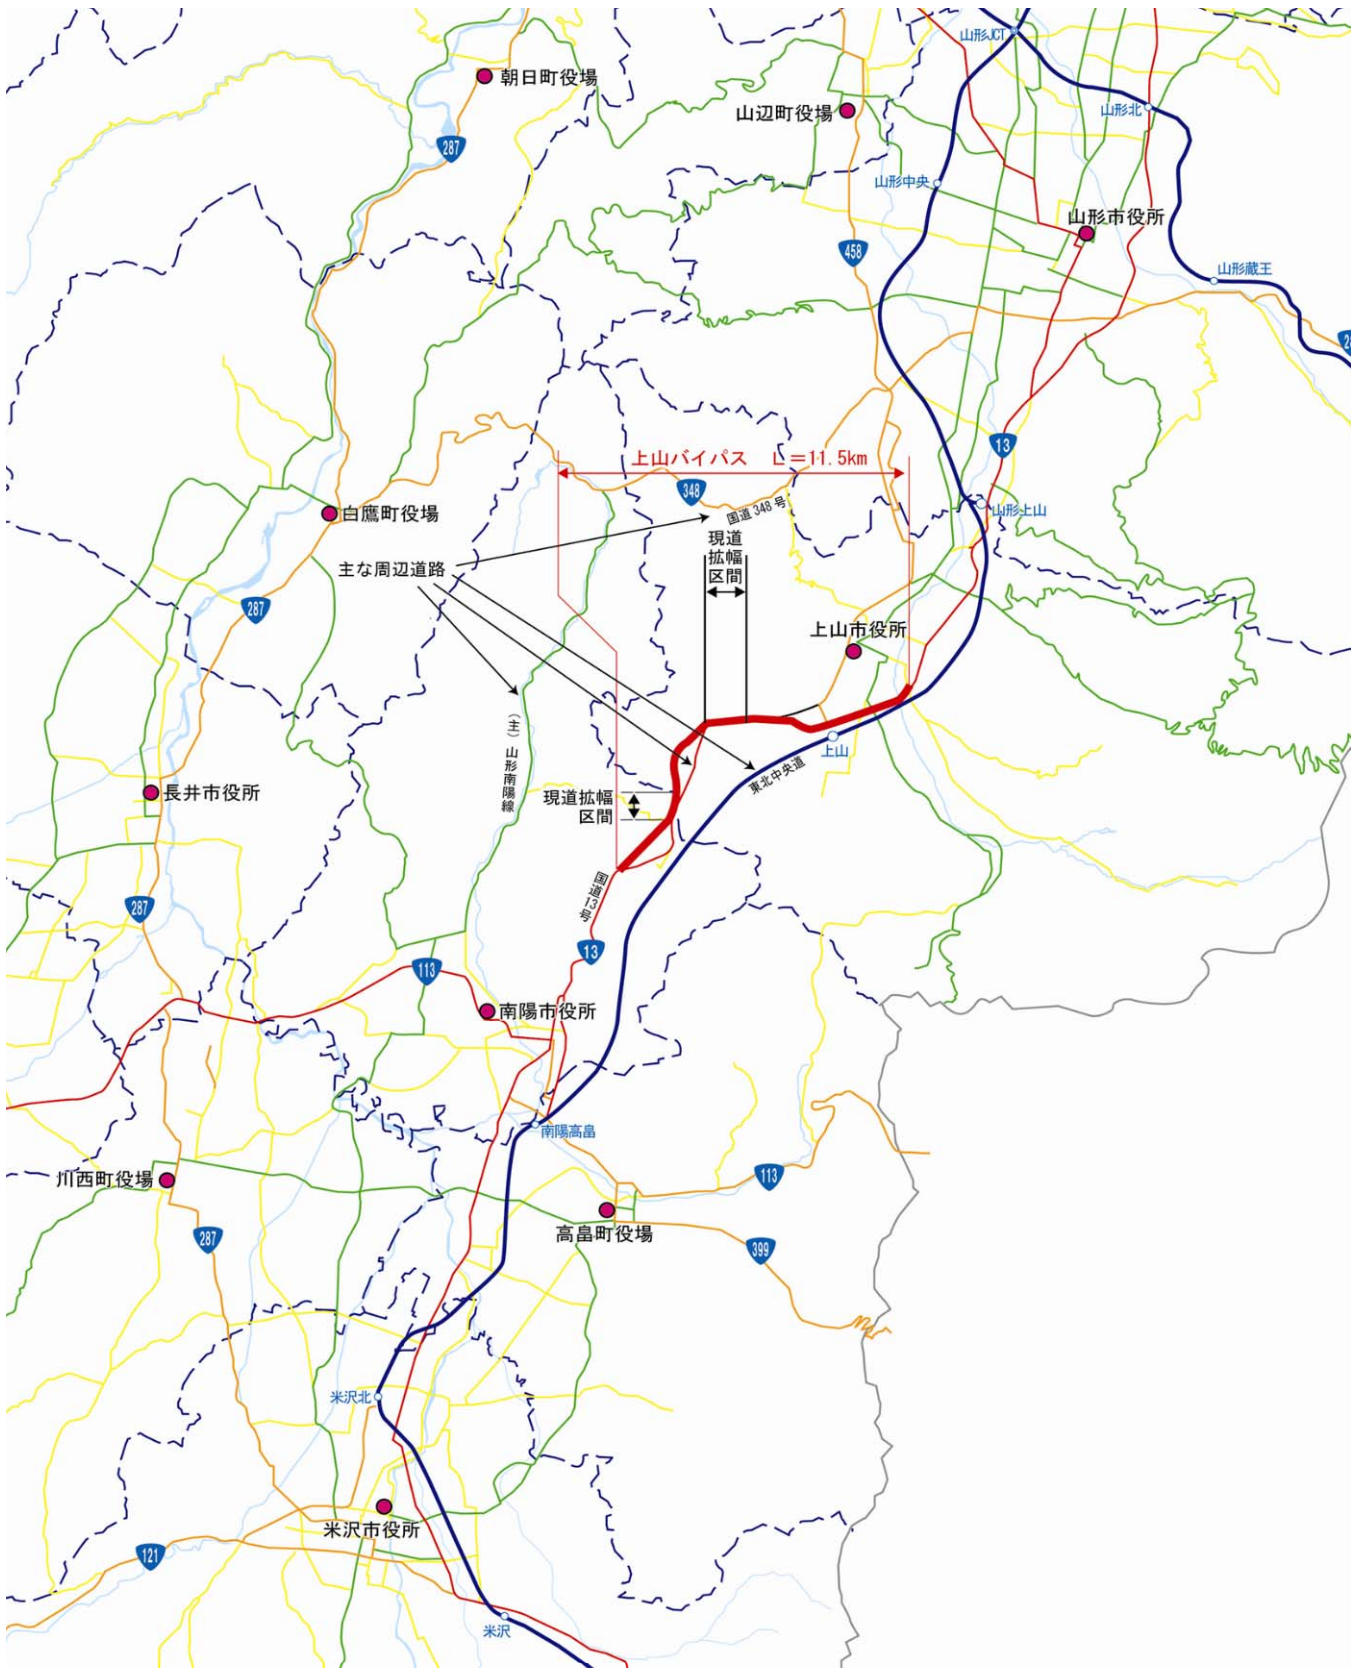 山形JCT
朝日町役場
山辺町役場
山形北
287
山形中央
山形市役所
458
山形蔵王
13
上山バイパス L=11.5km
348
国道348号
山形上山
白鷹町役場
現道
拡幅
区間
主な周辺道路
287
上山市役所
(主)山形南陽線
上山
東北中央道
長井市役所
現道拡幅
区間
国道13号
287
13
113
南陽市役所
南陽高畠
川西町役場
113
高畠町役場
287
399
米沢北
米沢市役所
121
米沢